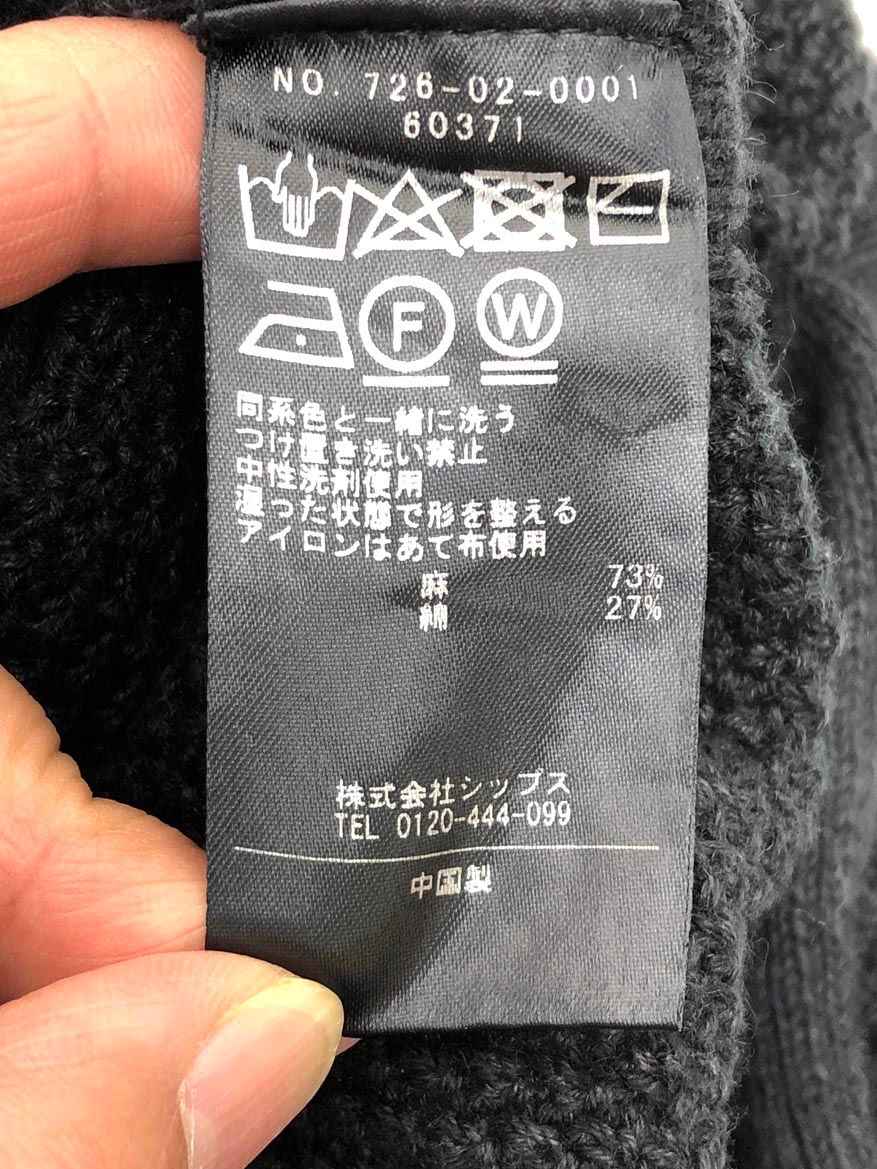 NO. 726-02-0001
60371
F
W
同系色と一緒に洗う
つけ置き洗い禁止
中性洗剤使用
湿った状態で形を整える
アイロンはあて布使用
麻 73%
綿 27%
株式会社シップス
TEL 0120-444-099
中国製